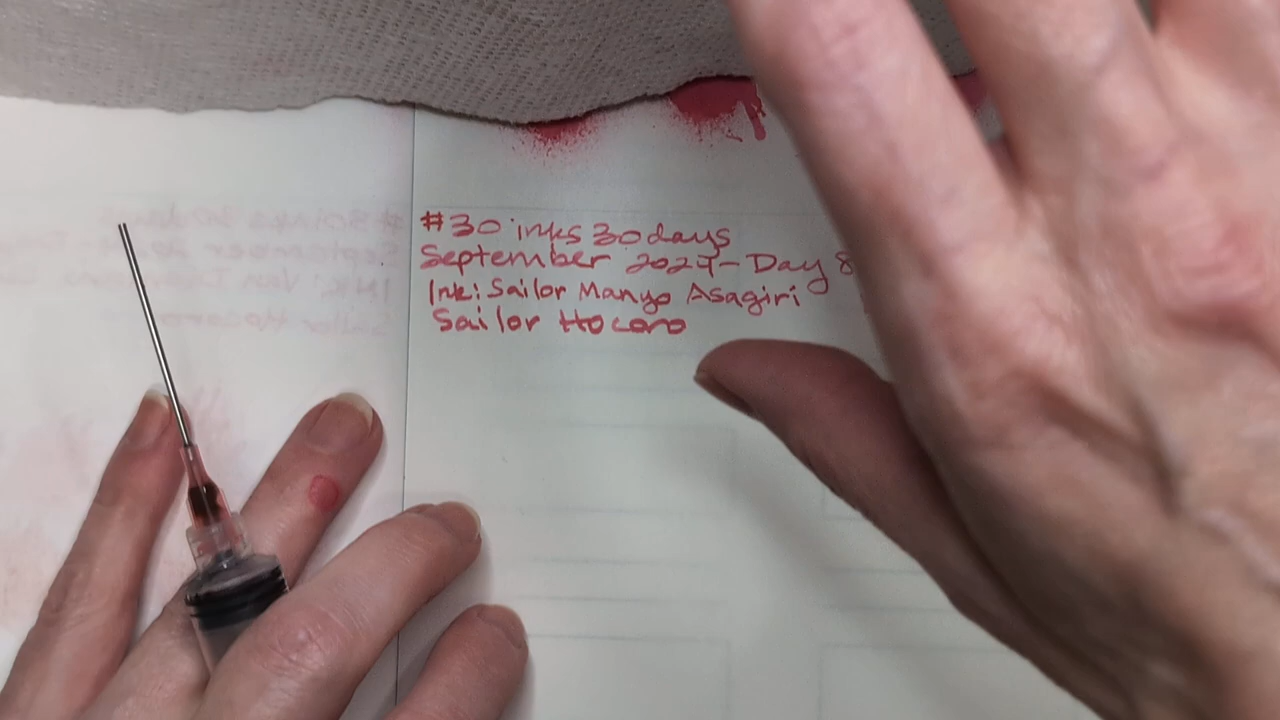 #30 inks 30 days
September 2024 - Day 8
Ink: Sailor Manyo Asagiri
Sailor Hocoro